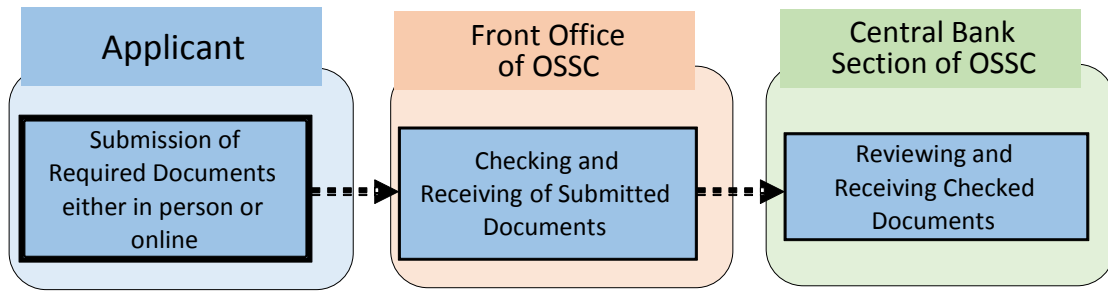 Applicant
Submission of
Required Documents
either in person or
online
Front Office
of OSSC
Checking and
Receiving of Submitted
Documents
Central Bank
Section of OSSC
Reviewing and
Receiving Checked
Documents